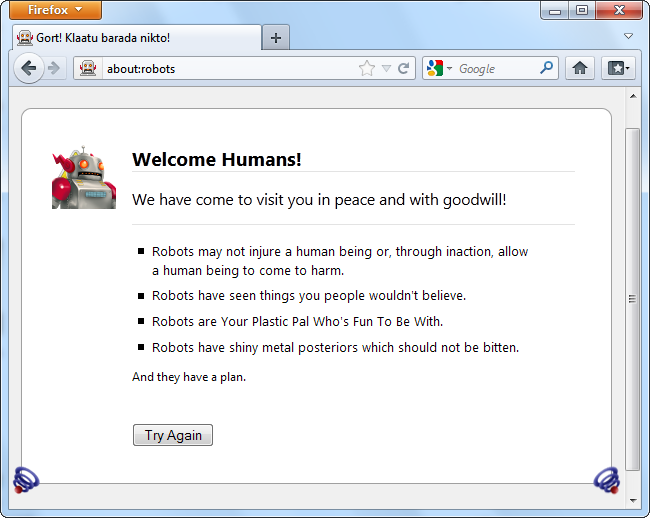 Firefox
Gort! Klaatu barada nikto!
about:robots
Google
Welcome Humans!
We have come to visit you in peace and with goodwill!
Robots may not injure a human being or, through inaction, allow
a human being to come to harm.
Robots have seen things you people wouldn't believe.
Robots are Your Plastic Pal Who's Fun To Be With.
Robots have shiny metal posteriors which should not be bitten.
And they have a plan.
Try Again